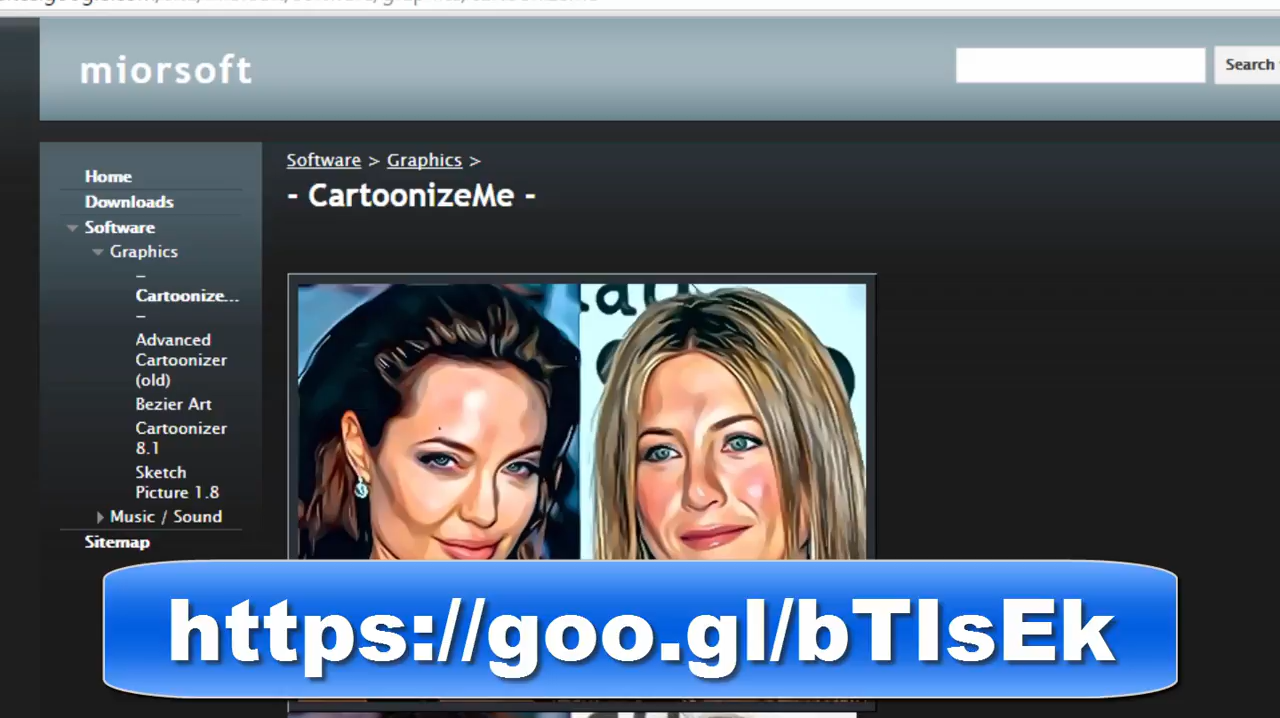 miorsoft
Search
Home
Downloads
Software
Graphics
–
Cartoonize...
–
Advanced
Cartoonizer
(old)
Bezier Art
Cartoonizer
8.1
Sketch
Picture 1.8
Music / Sound
Sitemap
Software > Graphics >
- CartoonizeMe -
https://goo.gl/bTIsEk